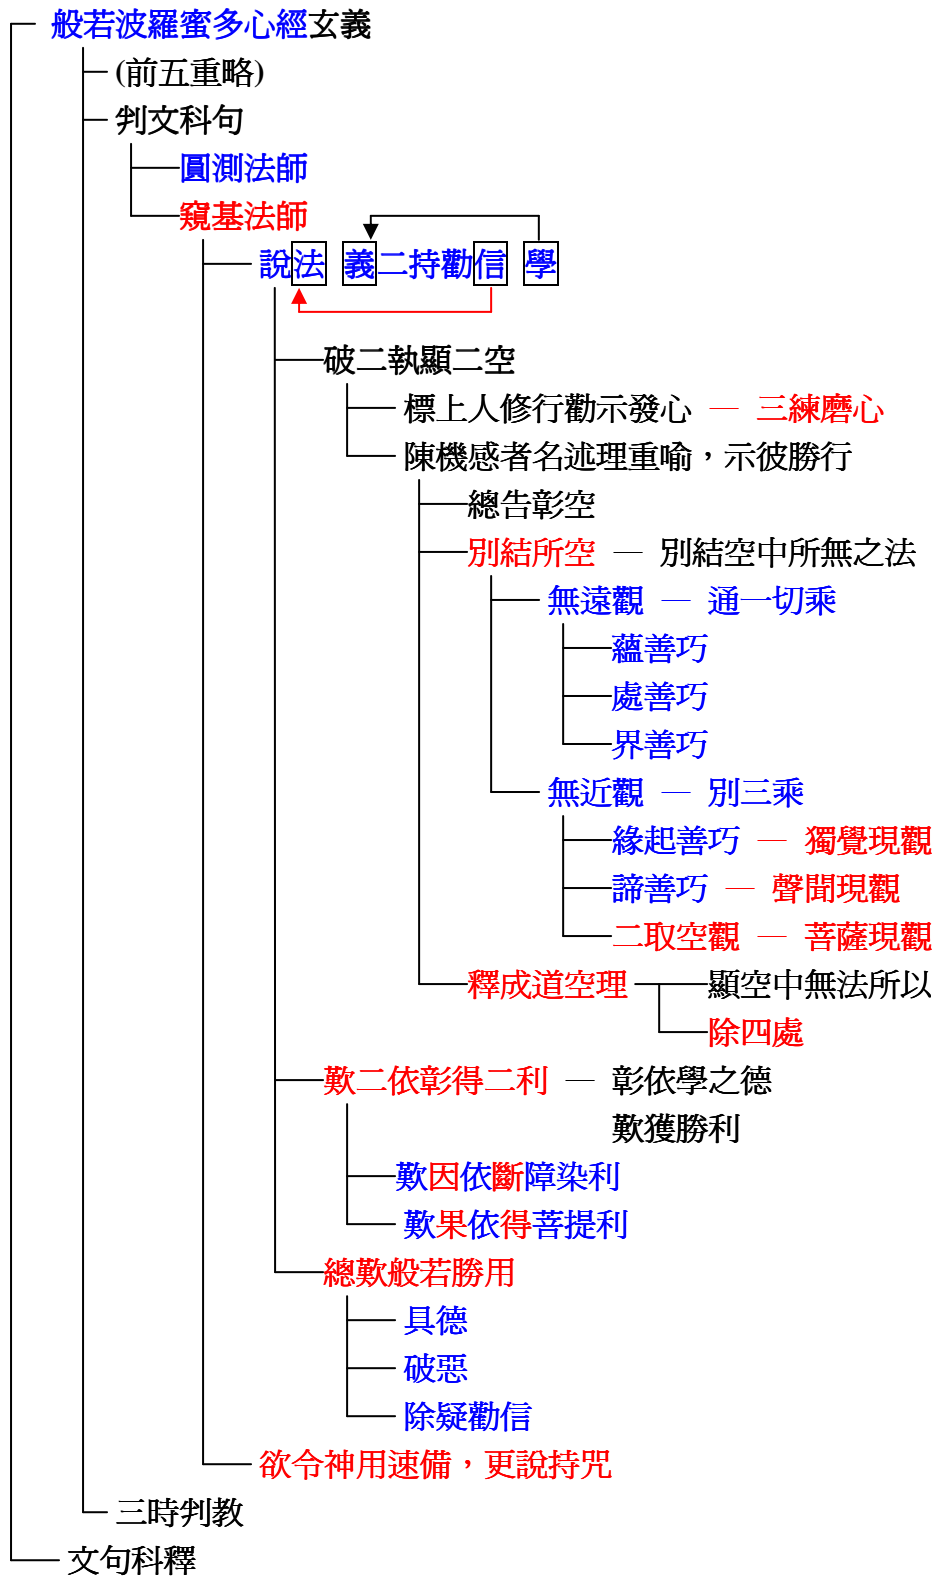 般若波羅蜜多心經玄義
(前五重略)
判文科句
圓測法師
窺基法師
說法 義二持勸信 學
破二執顯二空
標上人修行勸示發心 — 三練磨心
陳機感者名述理重喻，示彼勝行
總告彰空
別結所空 — 別結空中所無之法
無遠觀 — 通一切乘
蘊善巧
處善巧
界善巧
無近觀 — 別三乘
緣起善巧 — 獨覺現觀
諦善巧 — 聲聞現觀
二取空觀 — 菩薩現觀
釋成道空理 顯空中無法所以
除四處
歎二依彰得二利 — 彰依學之德
歎獲勝利
歎因依斷障染利
歎果依得菩提利
總歎般若勝用
具德
破惡
除疑勸信
欲令神用速備，更說持咒
三時判教
文句科釋